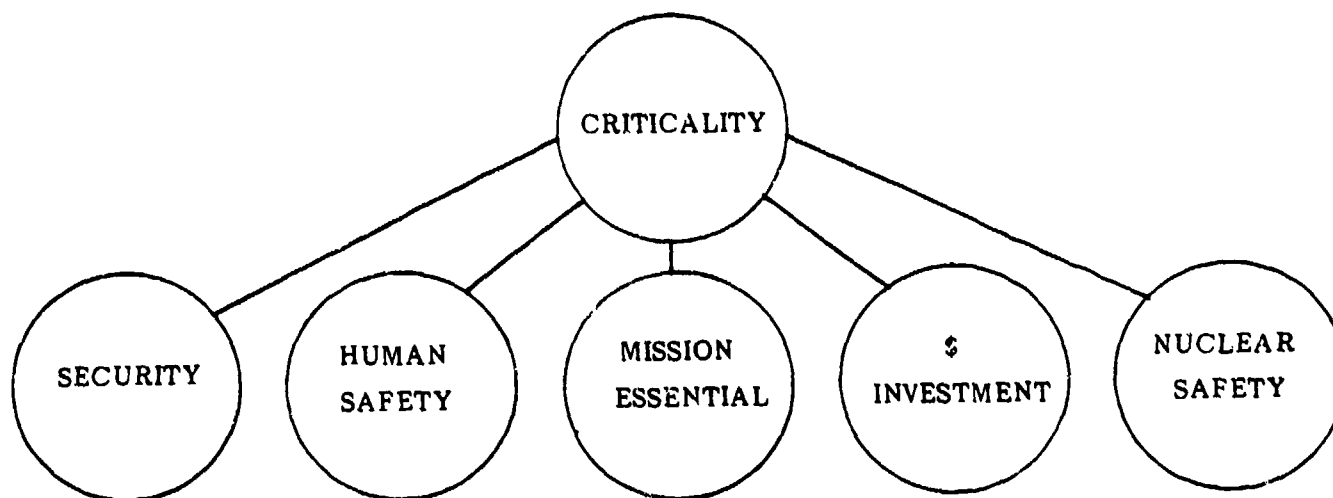 CRITICALITY
SECURITY
HUMAN
SAFETY
MISSION
ESSENTIAL
$
INVESTMENT
NUCLEAR
SAFETY